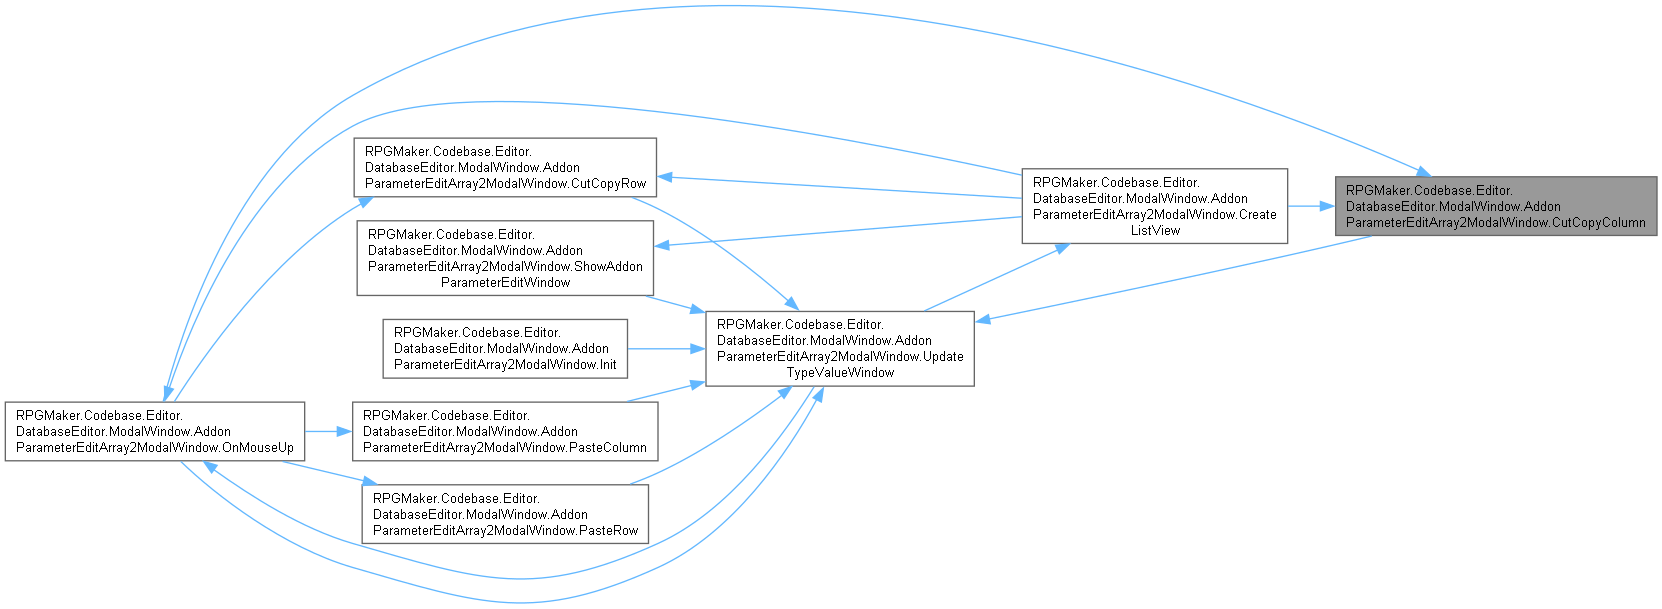 RPGMaker.Codebase.Editor.
DatabaseEditor.ModalWindow.Addon
ParameterEditArray2ModalWindow.CutCopyRow
RPGMaker.Codebase.Editor.
DatabaseEditor.ModalWindow.Addon
ParameterEditArray2ModalWindow.Create
ListView
RPGMaker.Codebase.Editor.
DatabaseEditor.ModalWindow.Addon
ParameterEditArray2ModalWindow.CutCopyColumn
RPGMaker.Codebase.Editor.
DatabaseEditor.ModalWindow.Addon
ParameterEditArray2ModalWindow.ShowAddon
ParameterEditWindow
RPGMaker.Codebase.Editor.
DatabaseEditor.ModalWindow.Addon
ParameterEditArray2ModalWindow.Init
RPGMaker.Codebase.Editor.
DatabaseEditor.ModalWindow.Addon
ParameterEditArray2ModalWindow.Update
TypeValueWindow
RPGMaker.Codebase.Editor.
DatabaseEditor.ModalWindow.Addon
ParameterEditArray2ModalWindow.OnMouseUp
RPGMaker.Codebase.Editor.
DatabaseEditor.ModalWindow.Addon
ParameterEditArray2ModalWindow.PasteColumn
RPGMaker.Codebase.Editor.
DatabaseEditor.ModalWindow.Addon
ParameterEditArray2ModalWindow.PasteRow